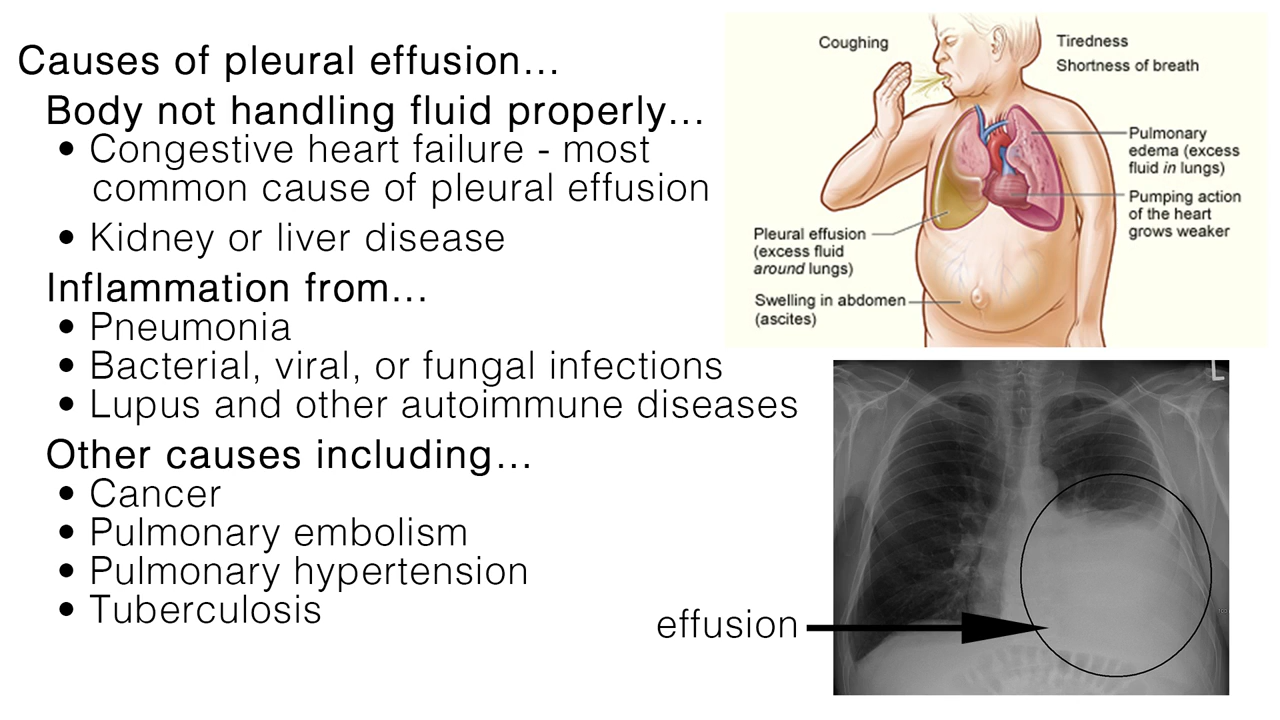 Causes of pleural effusion...
Body not handling fluid properly...
• Congestive heart failure - most
common cause of pleural effusion
• Kidney or liver disease
Inflammation from...
• Pneumonia
• Bacterial, viral, or fungal infections
• Lupus and other autoimmune diseases
Other causes including...
• Cancer
• Pulmonary embolism
• Pulmonary hypertension
• Tuberculosis
Coughing
Tiredness
Shortness of breath
Pulmonary
edema (excess
fluid in lungs)
Pumping action
of the heart
grows weaker
Pleural effusion
(excess fluid
around lungs)
Swelling in abdomen
(ascites)
L
effusion